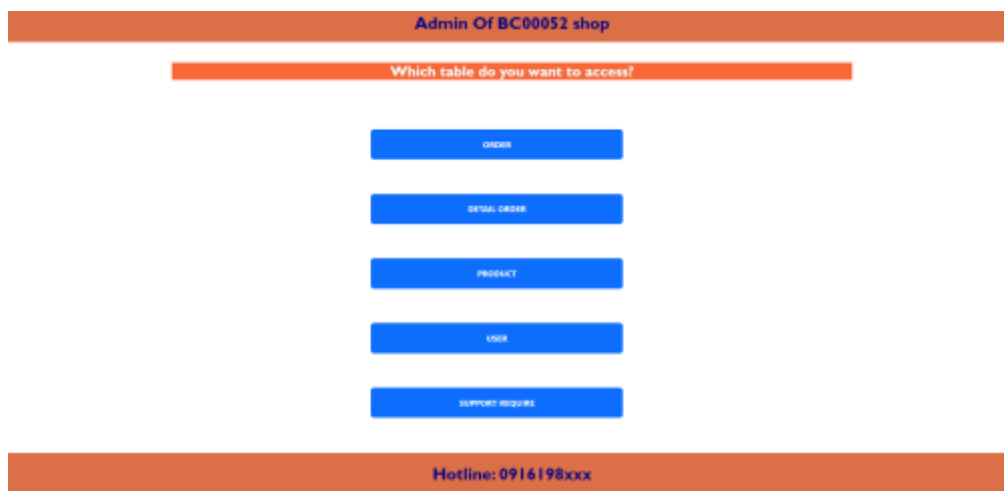 Admin Of BC00052 shop
Which table do you want to access?
ORDER
DETAIL ORDER
PRODUCT
USER
SUPPORT REQUIRE
Hotline: 0916198xxx